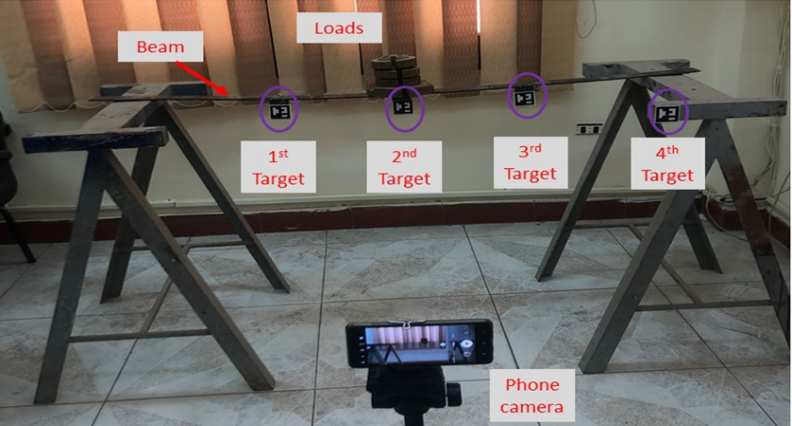 Loads
Beam
1st
Target
2nd
Target
3rd
Target
4th
Target
Phone
camera